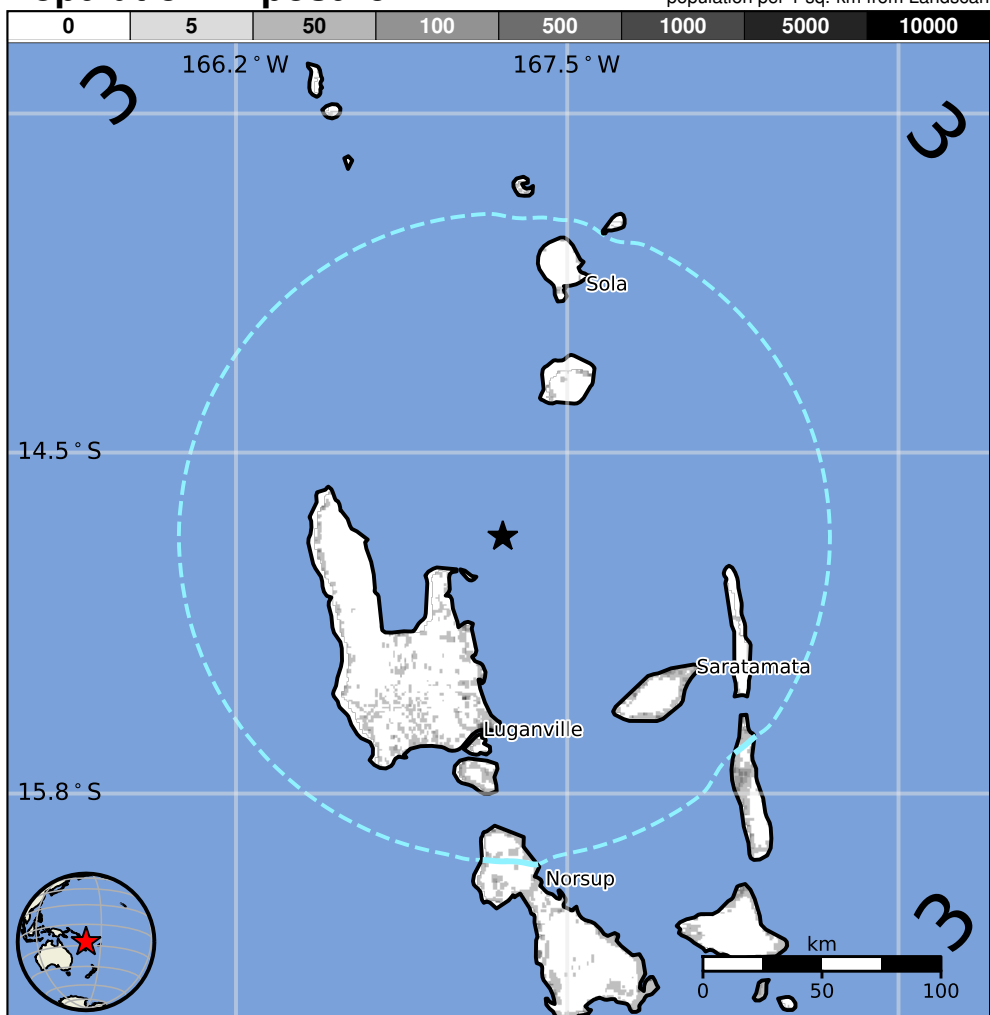 population per 1 sq. km from Landscan
0 5 50 100 500 1000 5000 10000
166.2°W 167.5°W
3
3
Sola
14.5°S
Saratamata
Luganville
15.8°S
Norsup
3
km
0 50 100